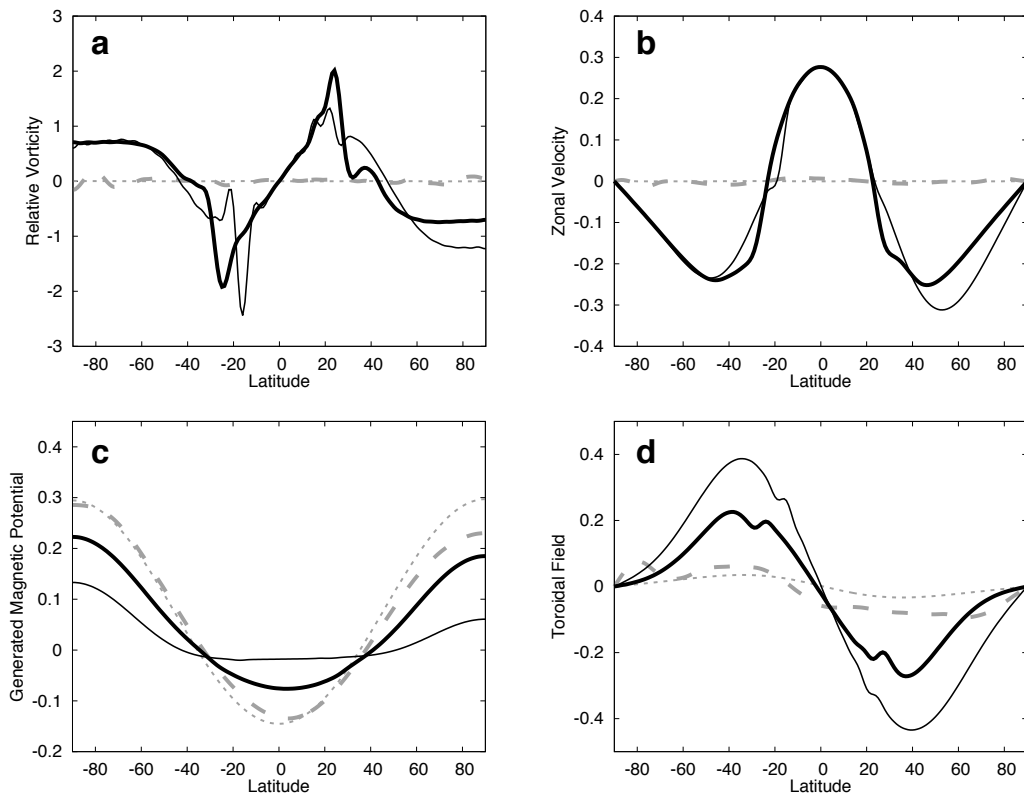 a
Relative Vorticity
3
2
1
0
-1
-2
-3
-80 -60 -40 -20 0 20 40 60 80
Latitude
b
Zonal Velocity
0.4
0.3
0.2
0.1
0
-0.1
-0.2
-0.3
-0.4
-80 -60 -40 -20 0 20 40 60 80
Latitude
c
Generated Magnetic Potential
0.4
0.3
0.2
0.1
0
-0.1
-0.2
-80 -60 -40 -20 0 20 40 60 80
Latitude
d
Toroidal Field
0.4
0.2
0
-0.2
-0.4
-80 -60 -40 -20 0 20 40 60 80
Latitude